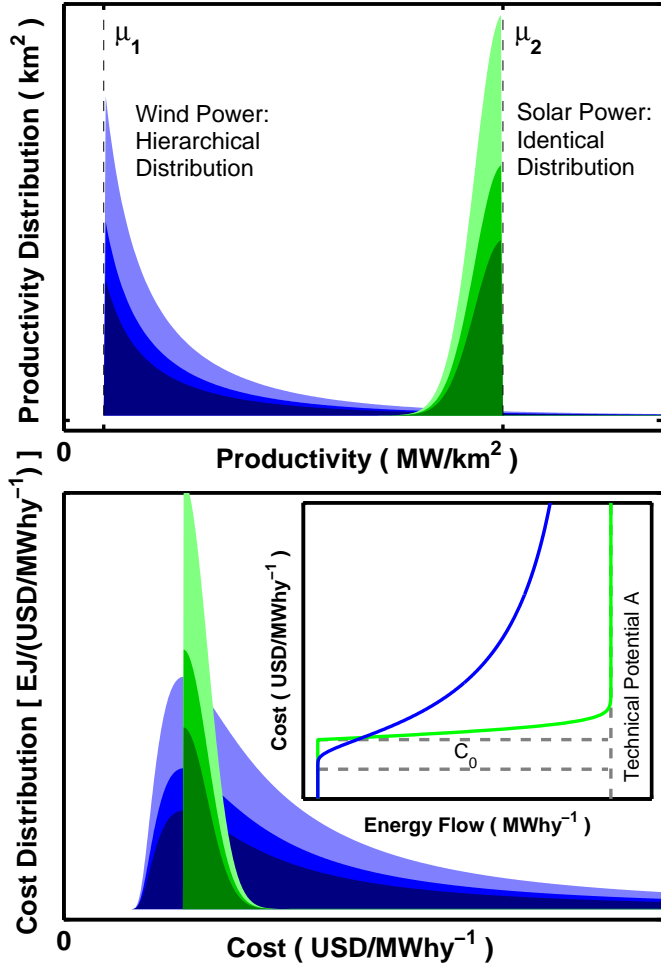 μ₁
μ₂
Wind Power:
Hierarchical
Distribution
Solar Power:
Identical
Distribution
Productivity Distribution ( km² )
0
Productivity ( MW/km² )
Cost Distribution [ EJ/(USD/MWhy⁻¹) ]
Cost ( USD/MWhy⁻¹ )
C₀
Technical Potential A
Energy Flow ( MWhy⁻¹ )
0
Cost ( USD/MWhy⁻¹ )